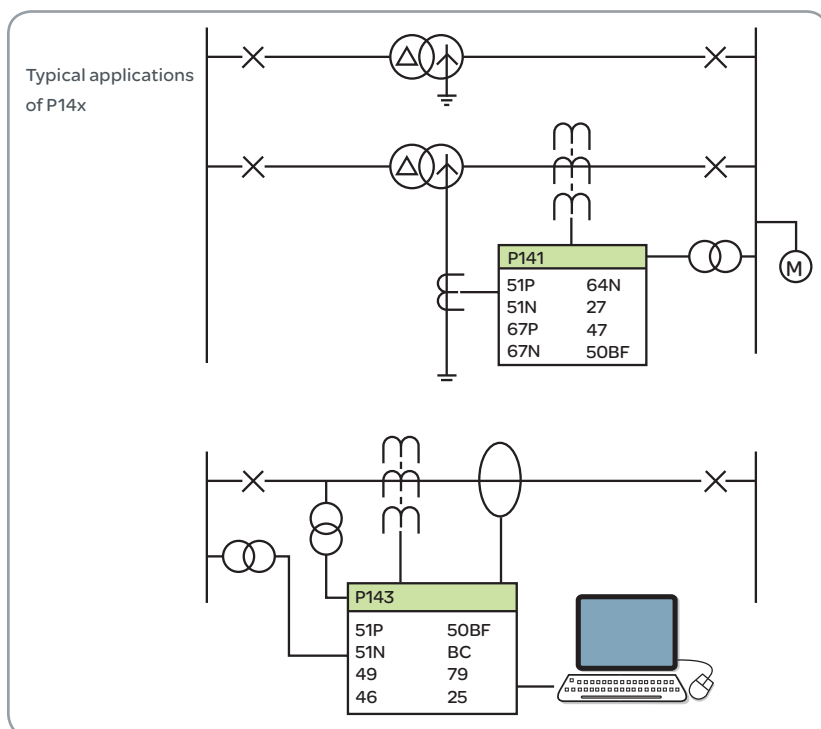 Typical applications
of P14x
P141
51P 64N
51N 27
67P 47
67N 50BF
M
P143
51P 50BF
51N BC
49 79
46 25